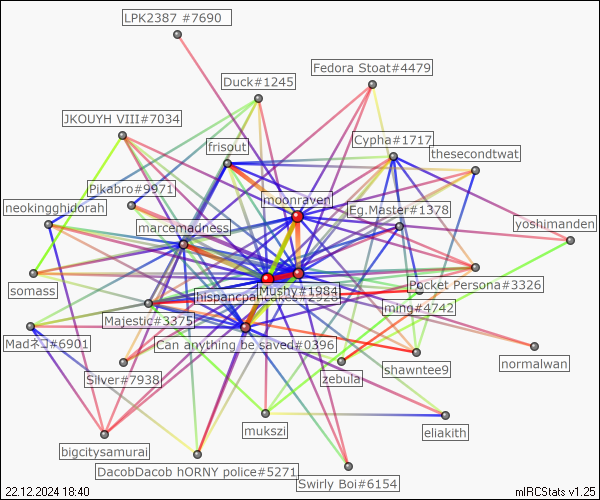 LPK2387 #7690
Fedora Stoat#4479
Duck#1245
JKOUYH VIII#7034
Cypha#1717
frisout
thesecondtwat
Pikabro#9971
moonraven
neokingghidorah
Eg.Master#1378
marcemadness
yoshimanden
somass
Pocket Persona#3326
Mushy#1984
ming#4742
Majestic#3375
Madネコ#6901
Can anything be saved#0396
normalwan
shawntee9
Silver#7938
zebula
mukszi
eliakith
bigcitysamurai
DacobDacob hORNY police#5271
Swirly Boi#6154
22.12.2024 18:40
mIRCStats v1.25